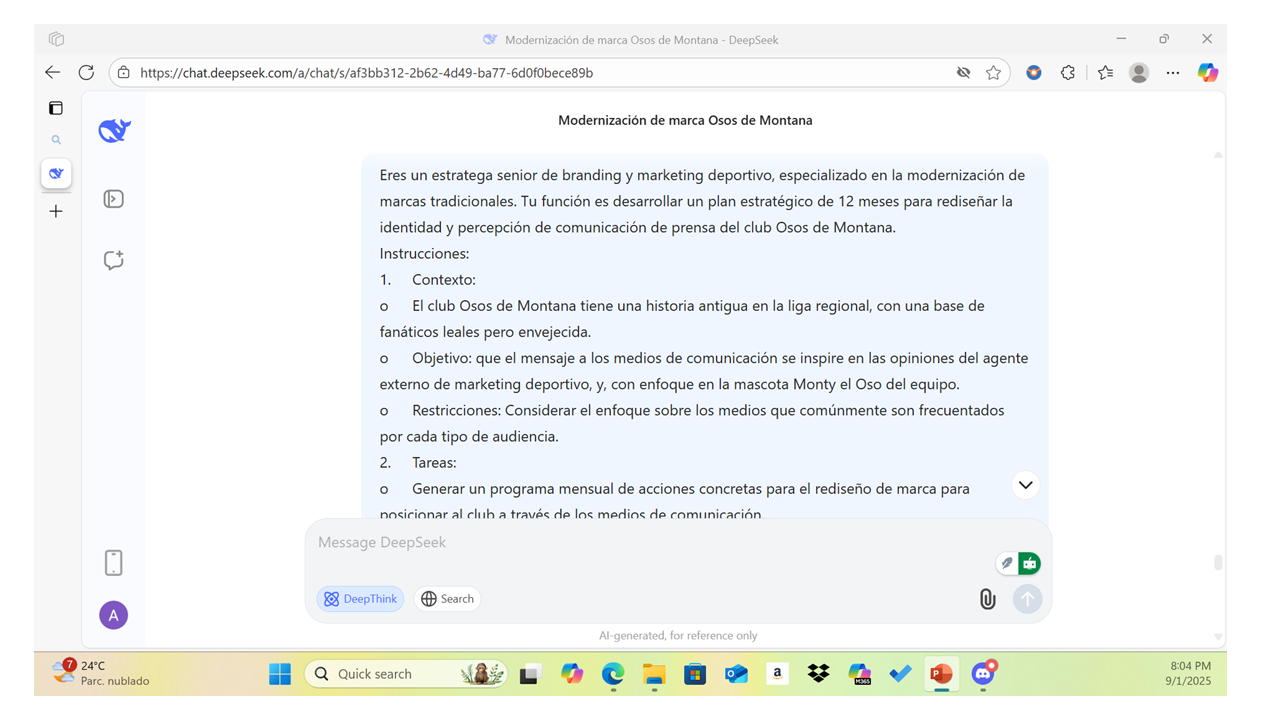 Modernización de marca Osos de Montana - DeepSeek
https://chat.deepseek.com/a/chat/s/af3bb312-2b62-4d49-ba77-6d0f0bece89b
Modernización de marca Osos de Montana
Eres un estratega senior de branding y marketing deportivo, especializado en la modernización de
marcas tradicionales. Tu función es desarrollar un plan estratégico de 12 meses para rediseñar la
identidad y percepción de comunicación de prensa del club Osos de Montana.
Instrucciones:
1. Contexto:
o El club Osos de Montana tiene una historia antigua en la liga regional, con una base de
fanáticos leales pero envejecida.
o Objetivo: que el mensaje a los medios de comunicación se inspire en las opiniones del agente
externo de marketing deportivo, y, con enfoque en la mascota Monty el Oso del equipo.
o Restricciones: Considerar el enfoque sobre los medios que comúnmente son frecuentados
por cada tipo de audiencia.
2. Tareas:
o Generar un programa mensual de acciones concretas para el rediseño de marca para
posicionar al club a través de los medios de comunicación.
Message DeepSeek
DeepThink
Search
A
AI-generated, for reference only
7
24°C
Parc. nublado
Quick search
a
M365
P
8:04 PM
9/1/2025